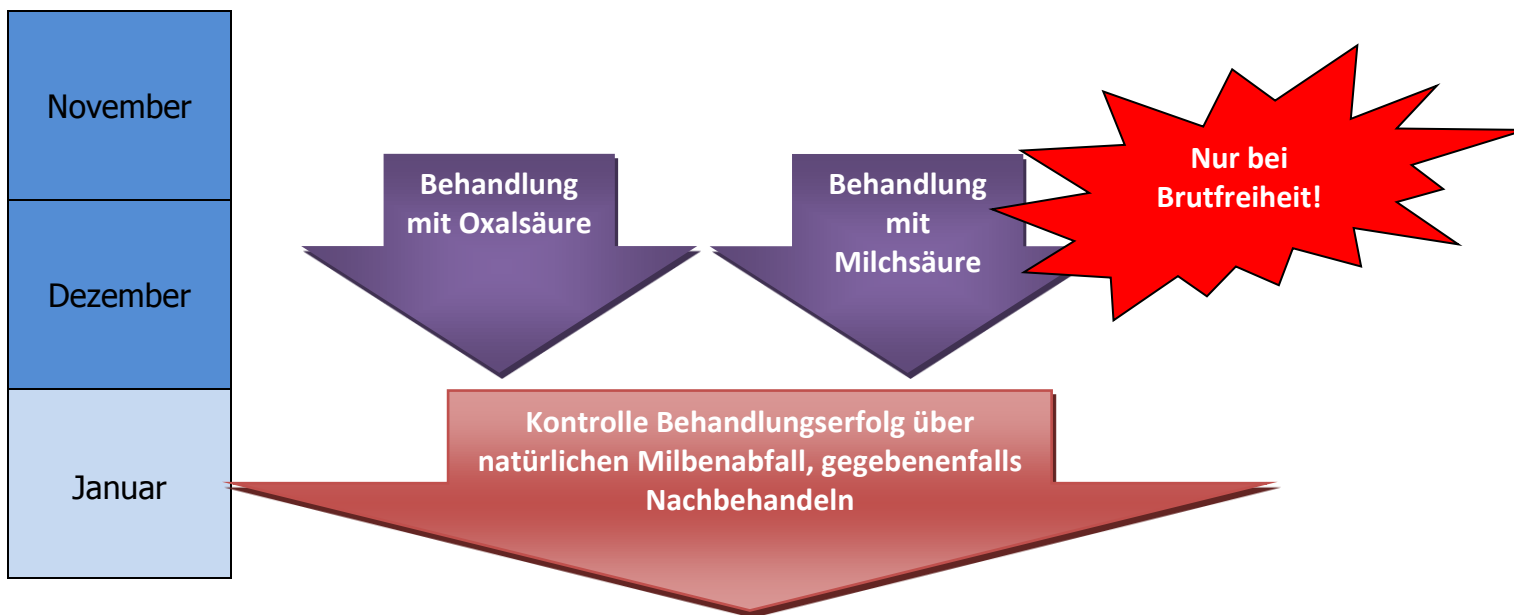 November
Behandlung
mit Oxalsäure
Behandlung
mit
Milchsäure
Nur bei
Brutfreiheit!
Dezember
Januar
Kontrolle Behandlungserfolg über
natürlichen Milbenabfall, gegebenenfalls
Nachbehandeln